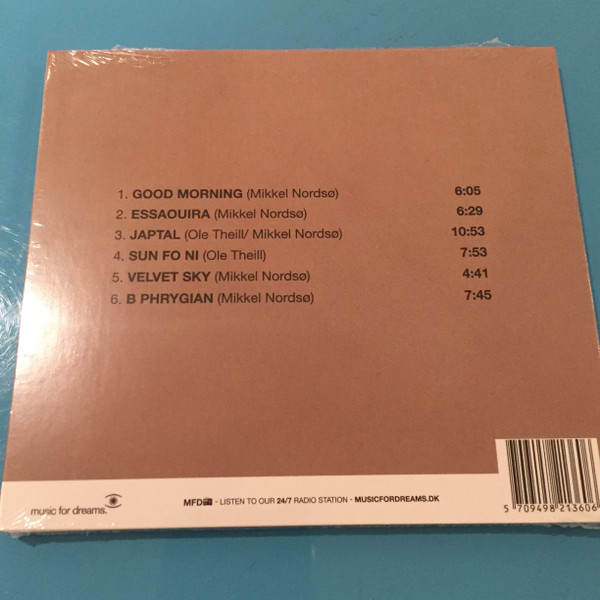 1. GOOD MORNING (Mikkel Nordsø) 6:05
2. ESSAOUIRA (Mikkel Nordsø) 6:29
3. JAPTAL (Ole Theill/ Mikkel Nordsø) 10:53
4. SUN FO NI (Ole Theill) 7:53
5. VELVET SKY (Mikkel Nordsø) 4:41
6. B PHRYGIAN (Mikkel Nordsø) 7:45
music for dreams.
MFD - LISTEN TO OUR 24/7 RADIO STATION - MUSICFORDREAMS.DK
5 709498 213606